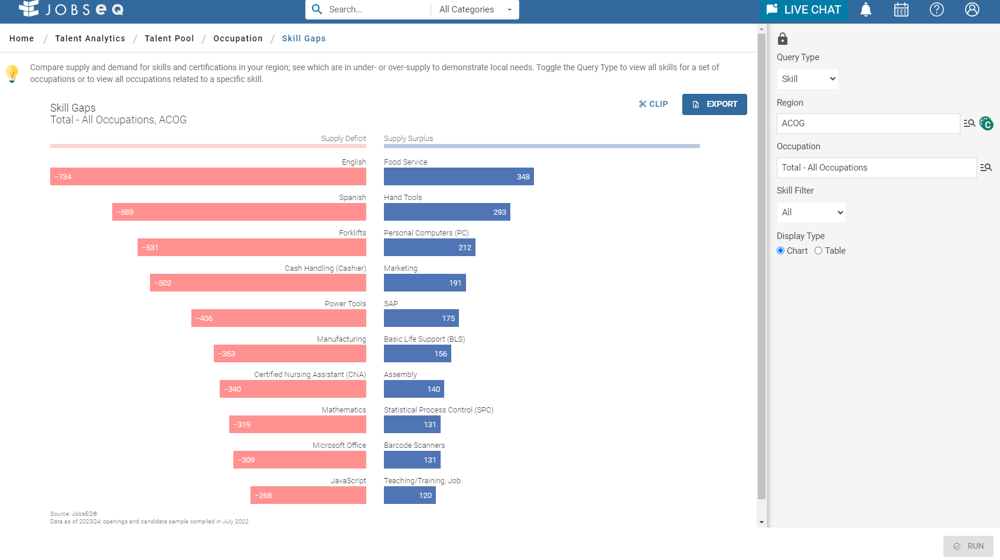 JOBS eQ
Search...
All Categories
LIVE CHAT
Home / Talent Analytics / Talent Pool / Occupation / Skill Gaps
Compare supply and demand for skills and certifications in your region; see which are in under- or over-supply to demonstrate local needs. Toggle the Query Type to view all skills for a set of
occupations or to view all occupations related to a specific skill.
CLIP
EXPORT
Skill Gaps
Total - All Occupations, ACOG
Supply Deficit
Supply Surplus
English
Food Service
−734
348
Spanish
Hand Tools
−589
293
Forklifts
Personal Computers (PC)
−531
212
Cash Handling (Cashier)
Marketing
−502
191
Power Tools
SAP
−406
175
Manufacturing
Basic Life Support (BLS)
−353
156
Certified Nursing Assistant (CNA)
Assembly
−340
140
Mathematics
Statistical Process Control (SPC)
−319
131
Microsoft Office
Barcode Scanners
−309
131
JavaScript
Teaching/Training, Job
−268
120
Source: JobsEQ®
Data as of 2023Q4; openings and candidate sample compiled in July 2022
Query Type
Skill
Region
ACOG
C
Occupation
Total - All Occupations
Skill Filter
All
Display Type
Chart
Table
RUN